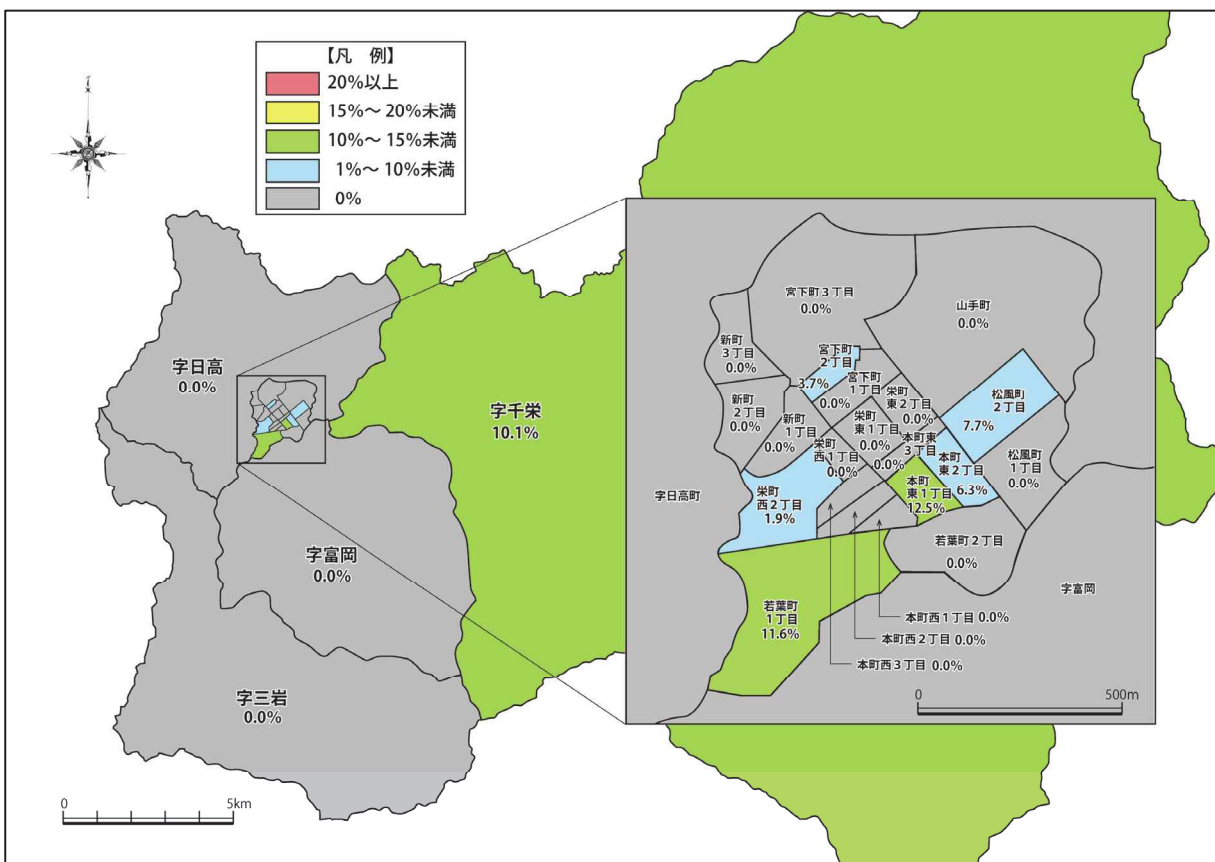 【凡 例】
20%以上
15%～20%未満
10%～15%未満
1%～10%未満
0%
字日高
0.0%
字千栄
10.1%
字富岡
0.0%
字三岩
0.0%
0 5km
宮下町３丁目
0.0%
山手町
0.0%
新町
３丁目
0.0%
宮下町
２丁目
3.7%
宮下町
１丁目
0.0%
栄町
東２丁目
0.0%
松風町
２丁目
7.7%
新町
２丁目
0.0%
新町
１丁目
0.0%
栄町
東１丁目
0.0%
栄町
西１丁目
0.0%
本町東
３丁目
0.0%
本町
東２丁目
6.3%
松風町
１丁目
0.0%
字日高町
栄町
西２丁目
1.9%
本町
東１丁目
12.5%
若葉町２丁目
0.0%
字富岡
若葉町
１丁目
11.6%
本町西１丁目 0.0%
本町西２丁目 0.0%
本町西３丁目 0.0%
0 500m